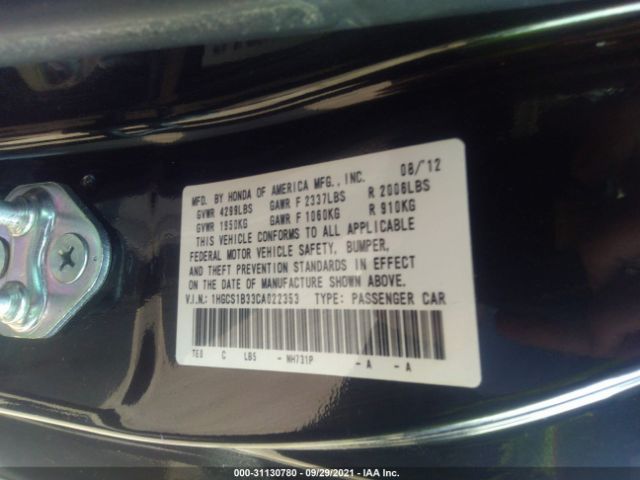 MFD. BY HONDA OF AMERICA MFG., INC. 08/'12
GVWR 4299LBS GAWR F 2337LBS R 2006LBS
GVWR 1950KG GAWR F 1060KG R 910KG
THIS VEHICLE CONFORMS TO ALL APPLICABLE
FEDERAL MOTOR VEHICLE SAFETY, BUMPER,
AND THEFT PREVENTION STANDARDS IN EFFECT
ON THE DATE OF MANUFACTURE SHOWN ABOVE.
V.I.N.: 1HGCS1B33CA022353 TYPE: PASSENGER CAR
TE0 C LB5 - NH731P - A - A
000-31130780 - 09/29/2021 - IAA Inc.